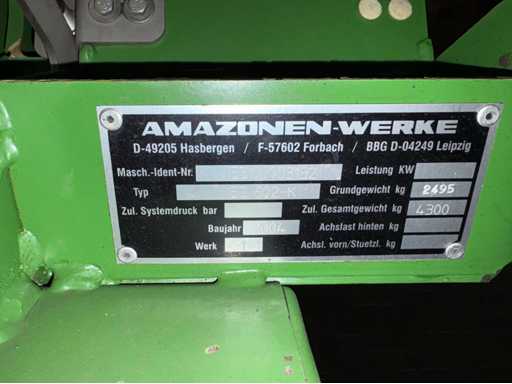 AMAZONEN-WERKE
D-49205 Hasbergen / F-57602 Forbach / BBG D-04249 Leipzig
Masch.-Ident-Nr. Leistung KW
Typ Grundgewicht kg 2495
Zul. Systemdruck bar Zul. Gesamtgewicht kg 4300
Baujahr Achslast hinten kg
Werk Achsl. vorn/Stuetzl. kg